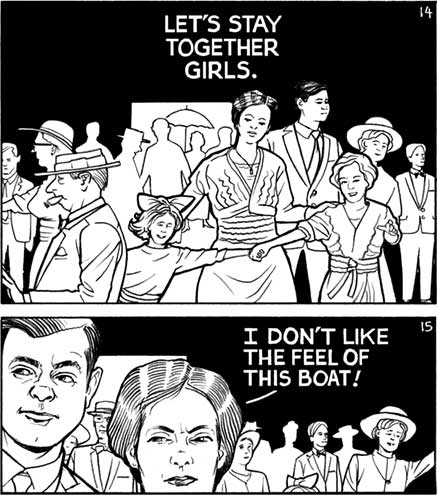 14
LET'S STAY
TOGETHER
GIRLS.
15
I DON'T LIKE
THE FEEL OF
THIS BOAT!